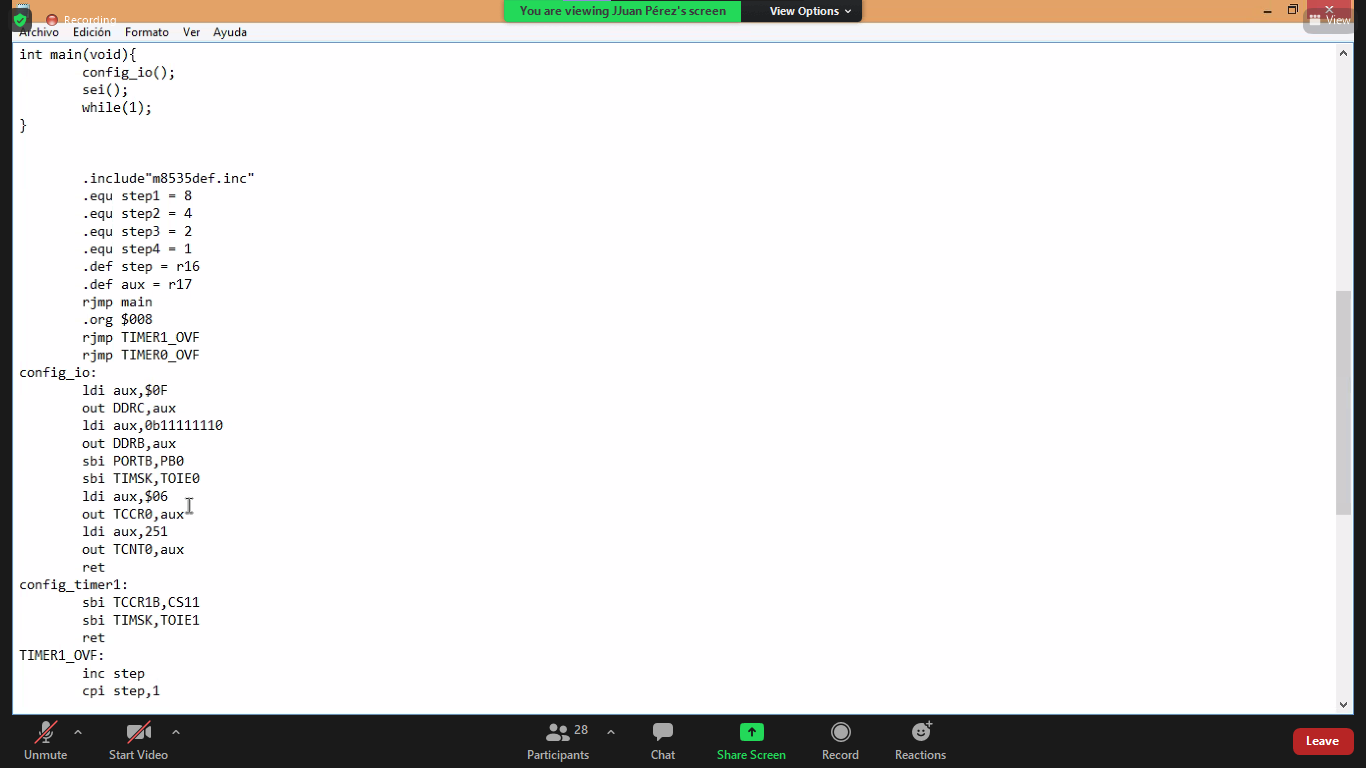 You are viewing JJuan Pérez's screen
View Options
Recording
View
Archivo Edición Formato Ver Ayuda
int main(void){
config_io();
sei();
while(1);
}
.include"m8535def.inc"
.equ step1 = 8
.equ step2 = 4
.equ step3 = 2
.equ step4 = 1
.def step = r16
.def aux = r17
rjmp main
.org $008
rjmp TIMER1_OVF
rjmp TIMER0_OVF
config_io:
ldi aux,$0F
out DDRC,aux
ldi aux,0b11111110
out DDRB,aux
sbi PORTB,PB0
sbi TIMSK,TOIE0
ldi aux,$06
out TCCR0,aux
ldi aux,251
out TCNT0,aux
ret
config_timer1:
sbi TCCR1B,CS11
sbi TIMSK,TOIE1
ret
TIMER1_OVF:
inc step
cpi step,1
28
Unmute Start Video Participants Chat Share Screen Record Reactions Leave